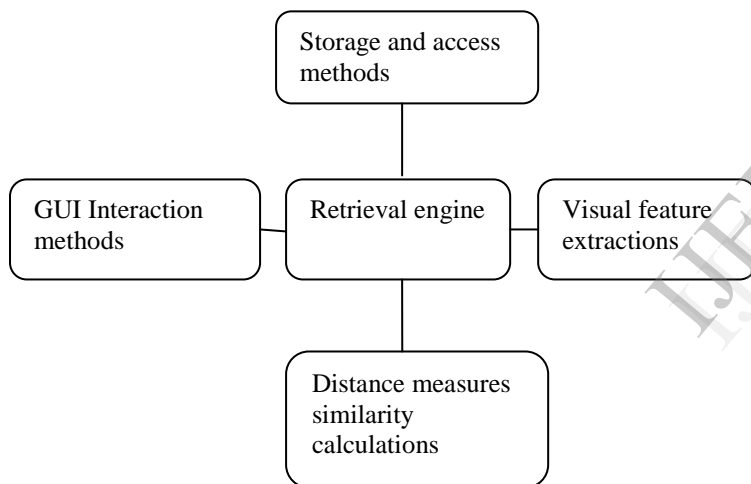 Storage and access
methods
GUI Interaction
methods
Retrieval engine
Visual feature
extractions
Distance measures
similarity
calculations